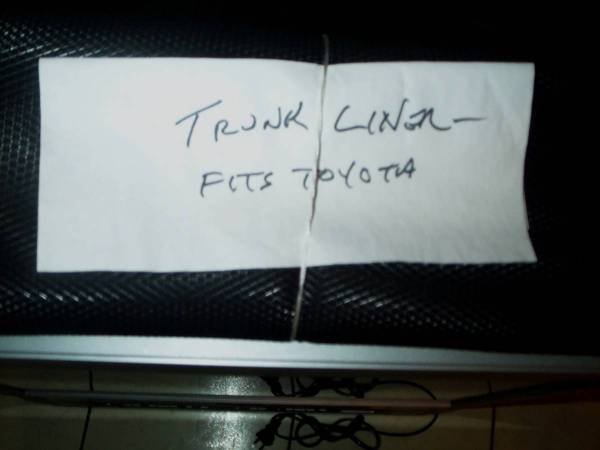 TRUNK LINER-
FITS TOYOTA